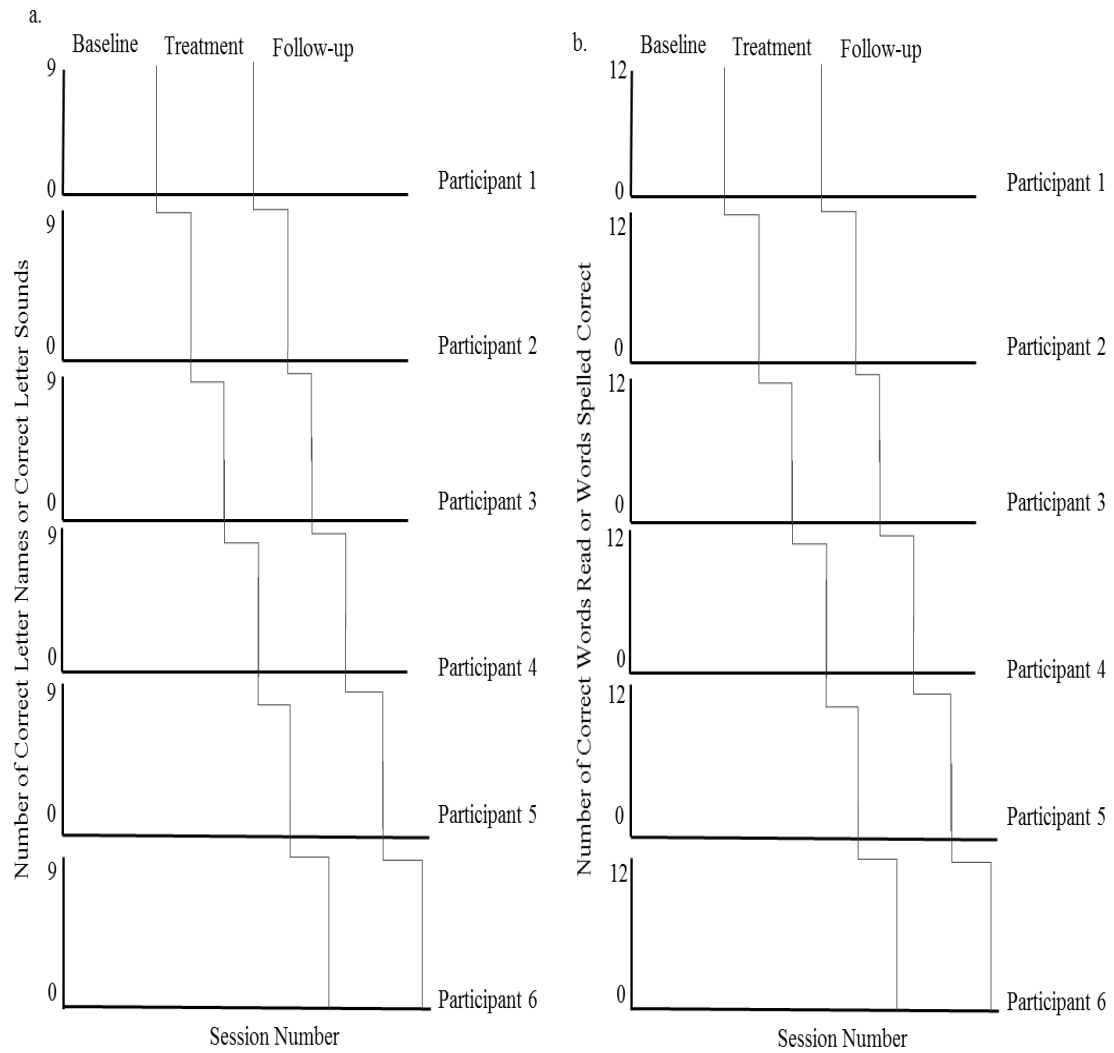 a.
Baseline Treatment Follow-up
Number of Correct Letter Names or Correct Letter Sounds
9
0
Participant 1
9
0
Participant 2
9
0
Participant 3
9
0
Participant 4
9
0
Participant 5
9
0
Participant 6
Session Number
b.
Baseline Treatment Follow-up
Number of Correct Words Read or Words Spelled Correct
12
0
Participant 1
12
0
Participant 2
12
0
Participant 3
12
0
Participant 4
12
0
Participant 5
12
0
Participant 6
Session Number